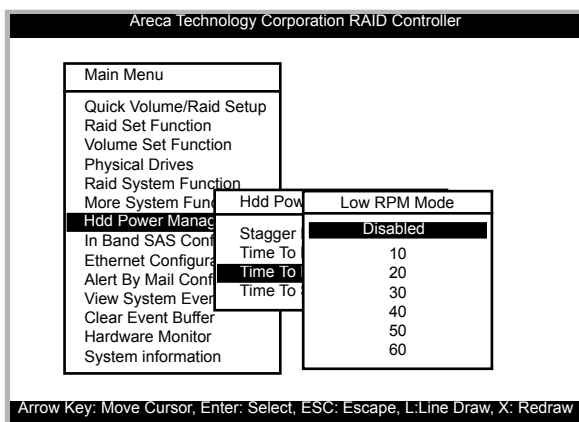 Areca Technology Corporation RAID Controller
Main Menu
Quick Volume/Raid Setup
Raid Set Function
Volume Set Function
Physical Drives
Raid System Function
More System Func
Hdd Power Manag
In Band SAS Conf
Ethernet Configura
Alert By Mail Conf
View System Even
Clear Event Buffer
Hardware Monitor
System information
Hdd Pow
Stagger
Time To
Time To
Time To
Low RPM Mode
Disabled
10
20
30
40
50
60
Arrow Key: Move Cursor, Enter: Select, ESC: Escape, L:Line Draw, X: Redraw